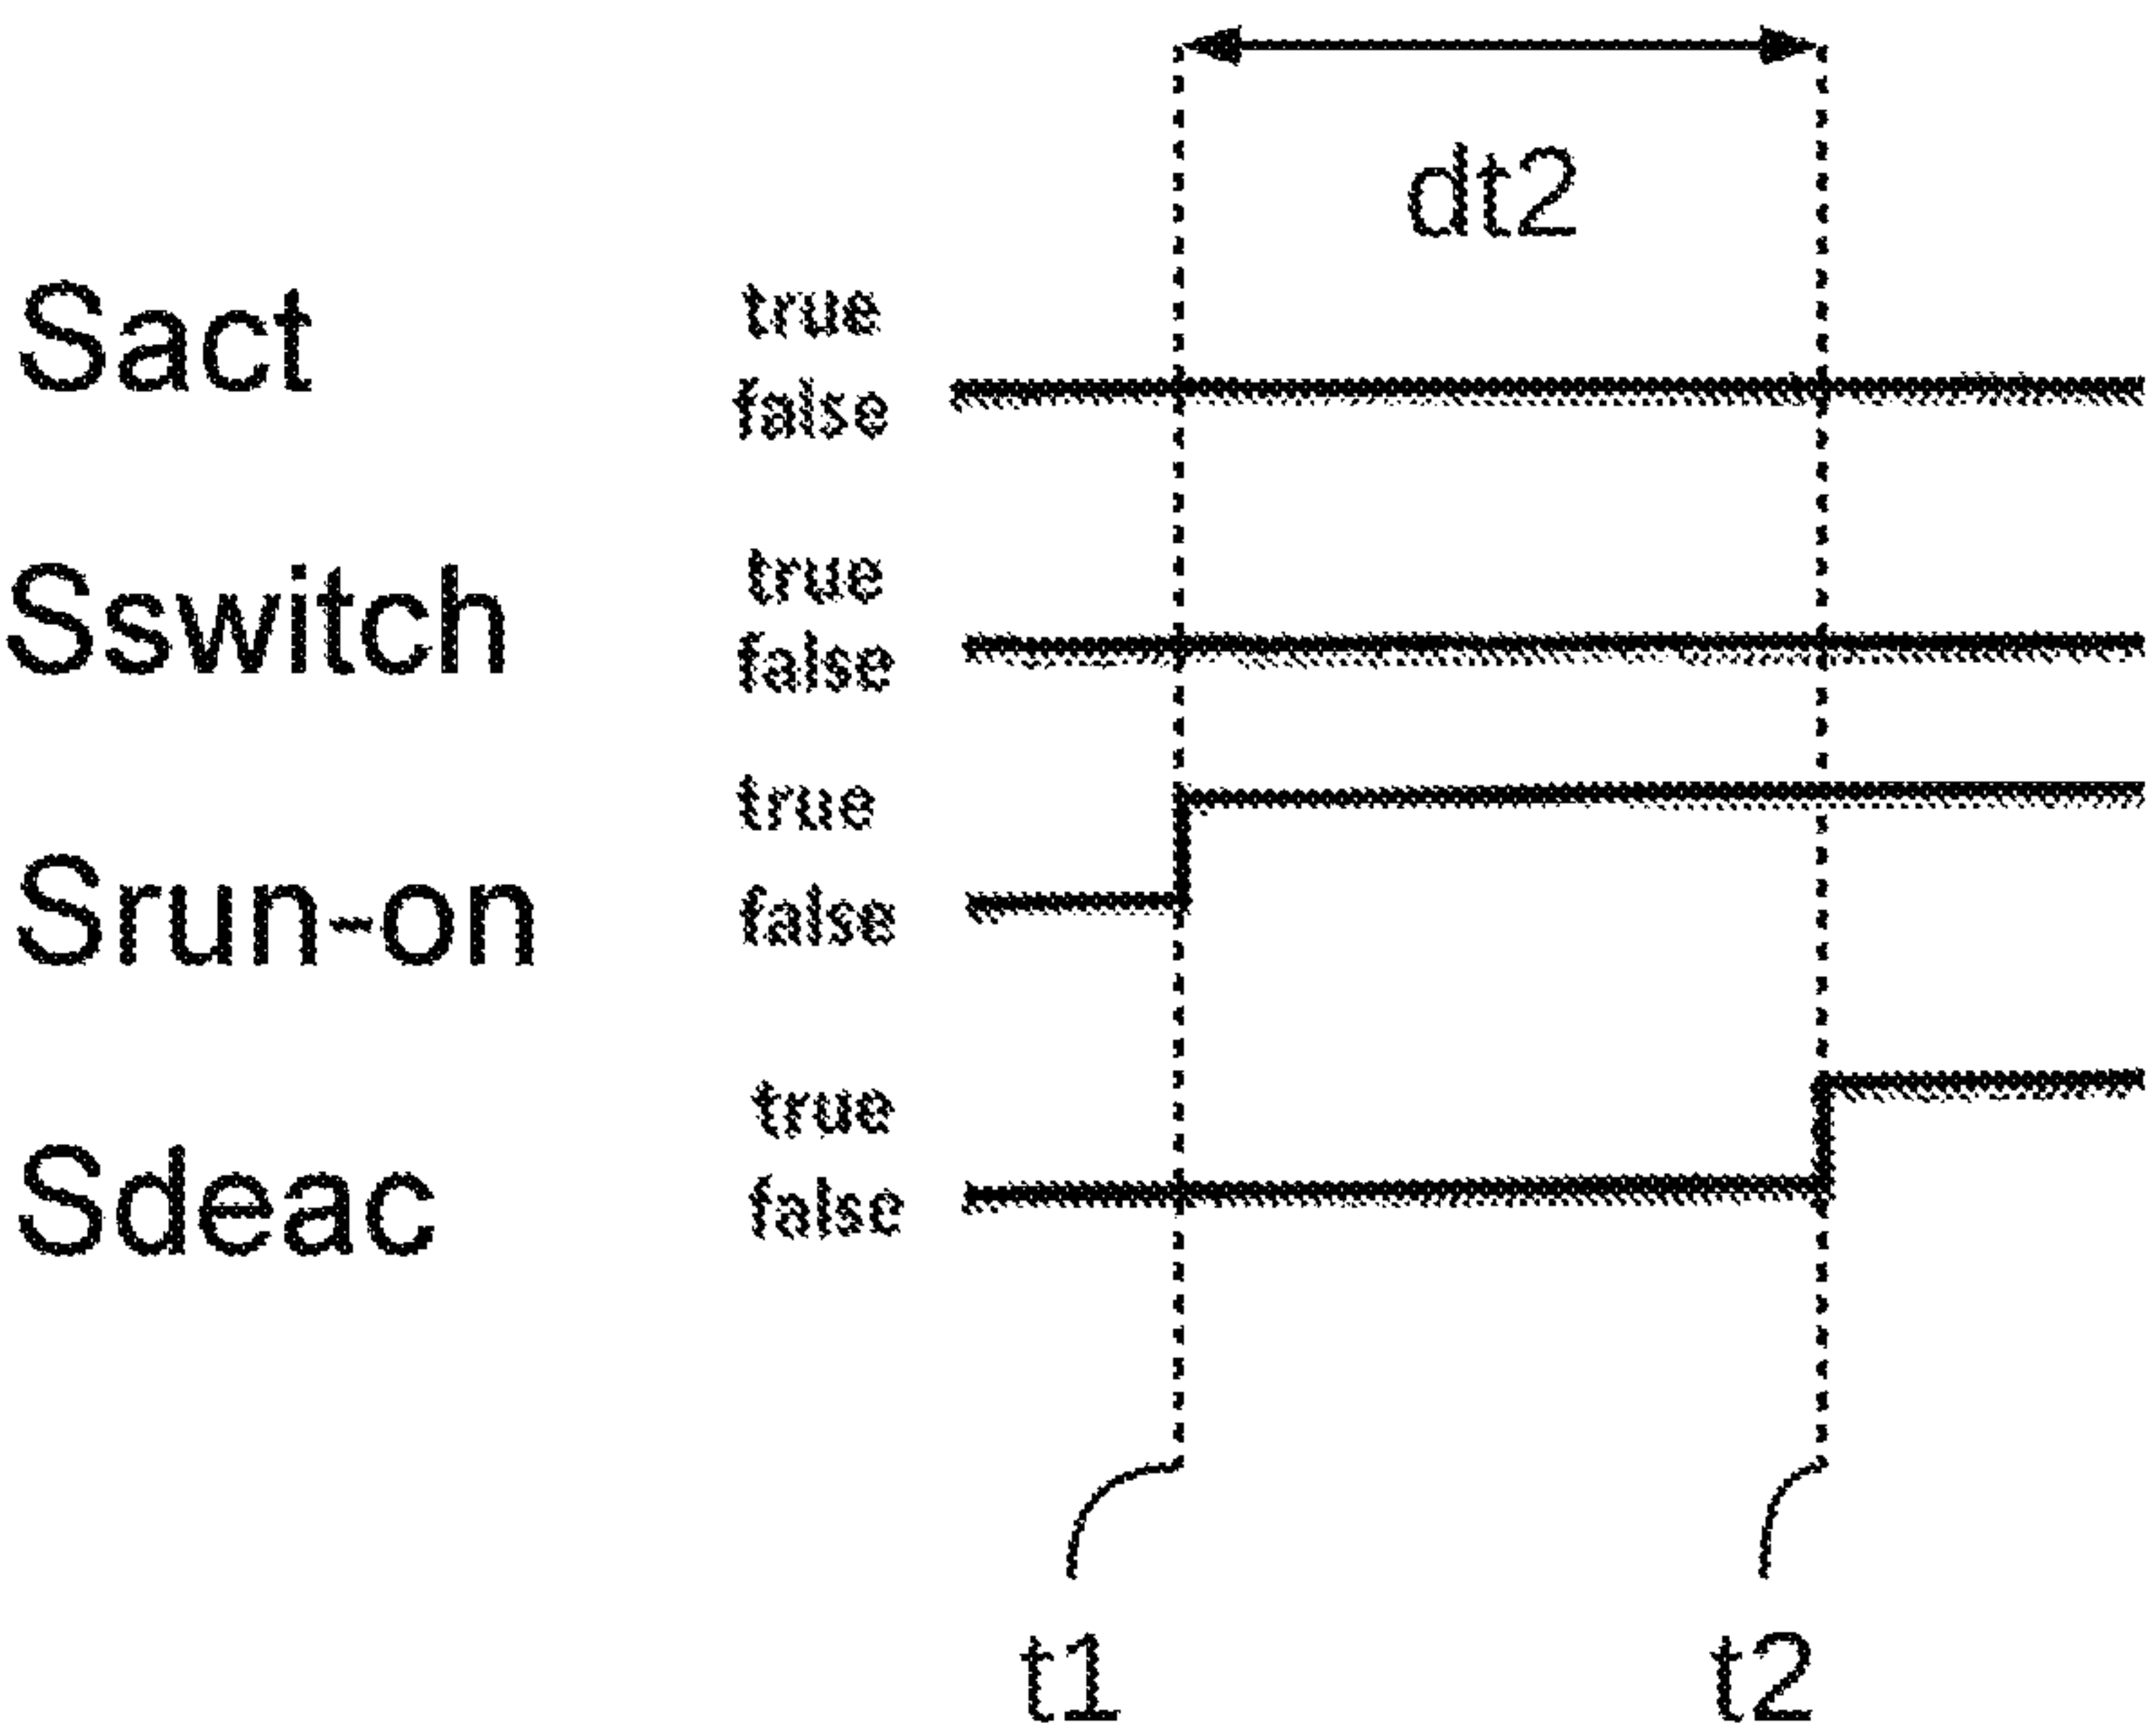 dt2
Sact
true
false
Sswitch
true
false
Srun-on
true
false
Sdeac
true
false
t1
t2